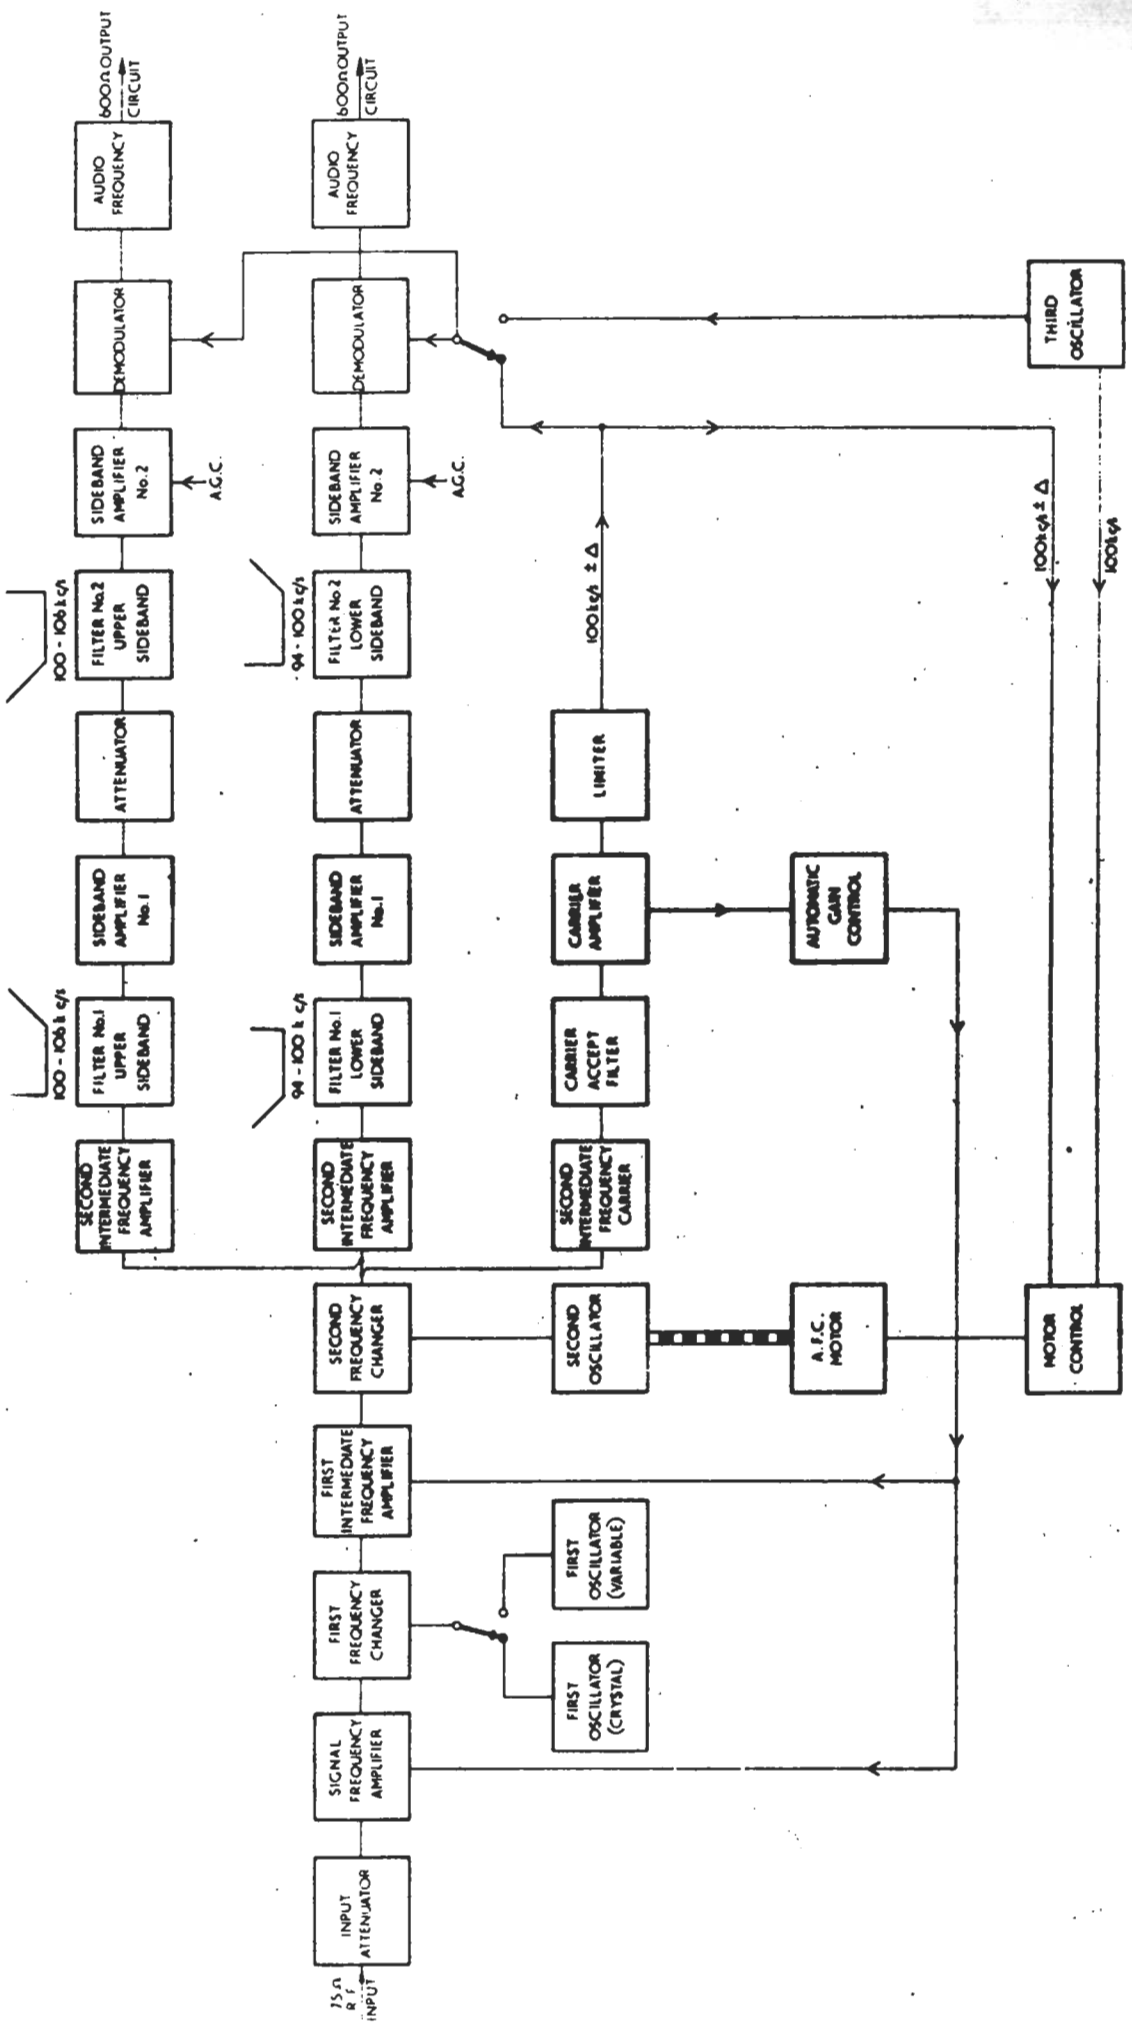 600Ω OUTPUT
CIRCUIT
AUDIO
FREQUENCY
DEMODULATOR
SIDEBAND
AMPLIFIER
No.2
A.G.C.
100 - 106 k c/s
FILTER No.2
UPPER
SIDEBAND
ATTENUATOR
SIDEBAND
AMPLIFIER
No.1
100 - 106 k c/s
FILTER No.1
UPPER
SIDEBAND
SECOND
INTERMEDIATE
FREQUENCY
AMPLIFIER
600Ω OUTPUT
CIRCUIT
AUDIO
FREQUENCY
DEMODULATOR
SIDEBAND
AMPLIFIER
No.2
A.G.C.
94 - 100 k c/s
FILTER No.2
LOWER
SIDEBAND
ATTENUATOR
SIDEBAND
AMPLIFIER
No.1
94 - 100 k c/s
FILTER No.1
LOWER
SIDEBAND
SECOND
INTERMEDIATE
FREQUENCY
AMPLIFIER
SECOND
FREQUENCY
CHANGER
FIRST
INTERMEDIATE
FREQUENCY
AMPLIFIER
FIRST
FREQUENCY
CHANGER
SIGNAL
FREQUENCY
AMPLIFIER
INPUT
ATTENUATOR
75Ω
R F
INPUT
100 kc/s ± Δ
LIMITER
CARRIER
AMPLIFIER
CARRIER
ACCEPT
FILTER
SECOND
INTERMEDIATE
FREQUENCY
CARRIER
SECOND
OSCILLATOR
FIRST
OSCILLATOR
(VARIABLE)
FIRST
OSCILLATOR
(CRYSTAL)
AUTOMATIC
GAIN
CONTROL
A.F.C.
MOTOR
THIRD
OSCILLATOR
100kc/s ± Δ
100kc/s
MOTOR
CONTROL